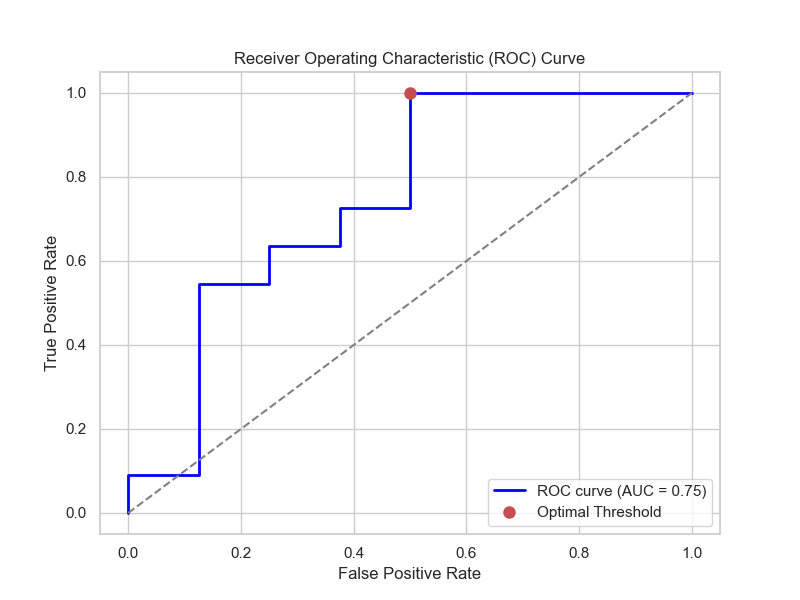 Receiver Operating Characteristic (ROC) Curve
True Positive Rate
1.0
0.8
0.6
0.4
0.2
0.0
ROC curve (AUC = 0.75)
Optimal Threshold
0.0 0.2 0.4 0.6 0.8 1.0
False Positive Rate